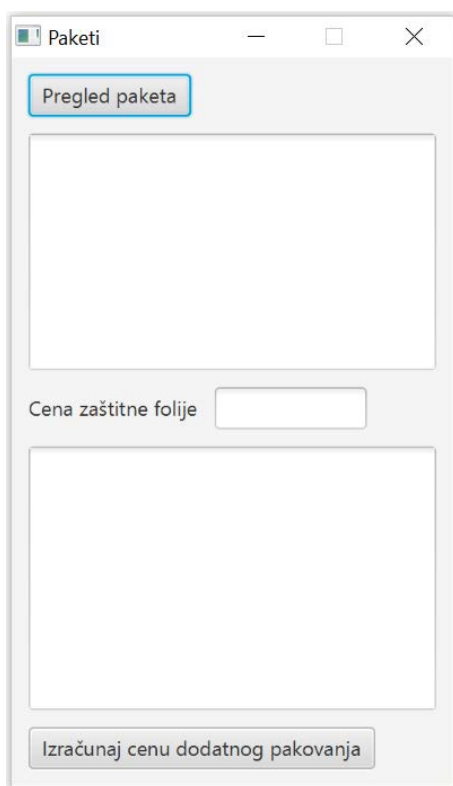 Paketi
Pregled paketa
Cena zaštitne folije
Izračunaj cenu dodatnog pakovanja